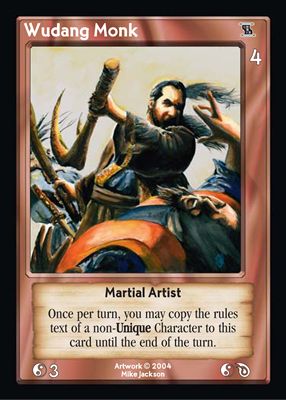 Wudang Monk
4
Martial Artist
Once per turn, you may copy the rules
text of a non-Unique Character to this
card until the end of the turn.
3
Artwork © 2004
Mike Jackson